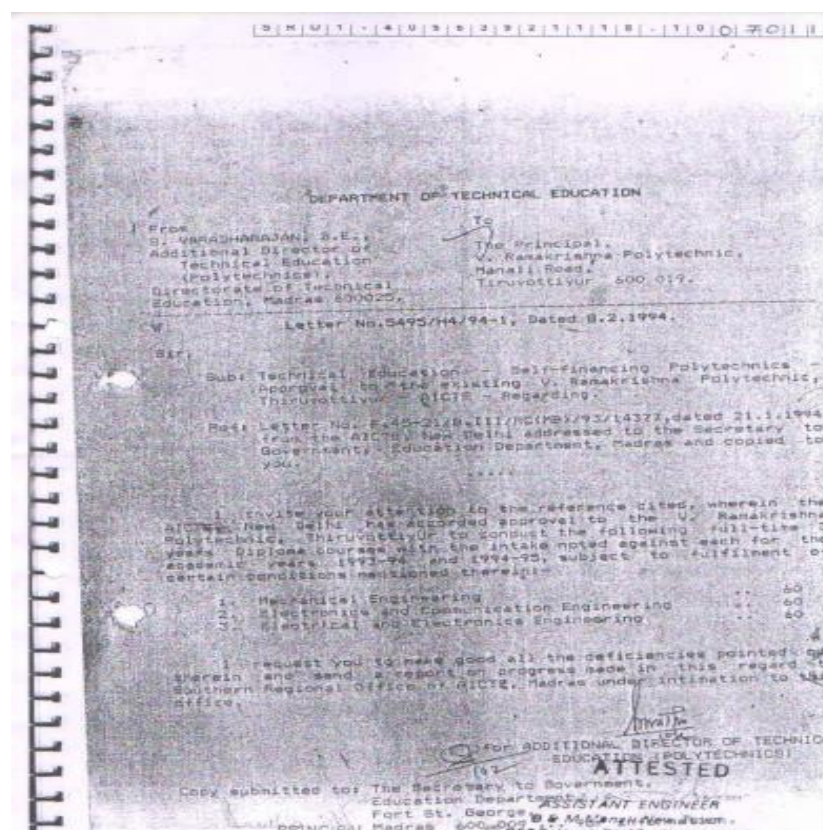 DEPARTMENT OF TECHNICAL EDUCATION
From
S. VARADHARAJAN, B.E.,
Additional Director of
Technical Education
(Polytechnics),
Directorate of Technical
Education, Madras 600025.
To
The Principal,
V. Ramakrishna Polytechnic,
Manali Road,
Tiruvottiyur 600 019.
Letter No.5495/H4/94-1, Dated 8.2.1994.
Sir,
Sub: Technical Education - Self-financing Polytechnics -
Approval to the existing V. Ramakrishna Polytechnic,
Thiruvottiyur - AICTE - Regarding.
Ref: Letter No. dated 21.1.1994
from the AICTE, New Delhi addressed to the Secretary to
Government, Education Department, Madras and copied to
you.
.....
I invite your attention to the reference cited, wherein the
AICTE, New Delhi has accorded approval to the V. Ramakrishna
Polytechnic, Thiruvottiyur to conduct the following full-time
years Diploma courses with the intake noted against each for the
academic years 1993-94 and 1994-95, subject to fulfilment
certain conditions mentioned therein:-
1. Mechanical Engineering .. 60
2. Electronics and Communication Engineering .. 60
3. Electrical and Electronics Engineering .. 60
I request you to make good all the deficiencies pointed
therein and send a report on progress made in this regard
Southern Regional Office of AICTE, Madras under intimation to
office.
for ADDITIONAL DIRECTOR OF TECHNIC
EDUCATION (POLYTECHNICS)
ATTESTED
Copy submitted to: The Secretary to Government,
Education Department
ASSISTANT ENGINEER
Fort St. George
Madras 600 009